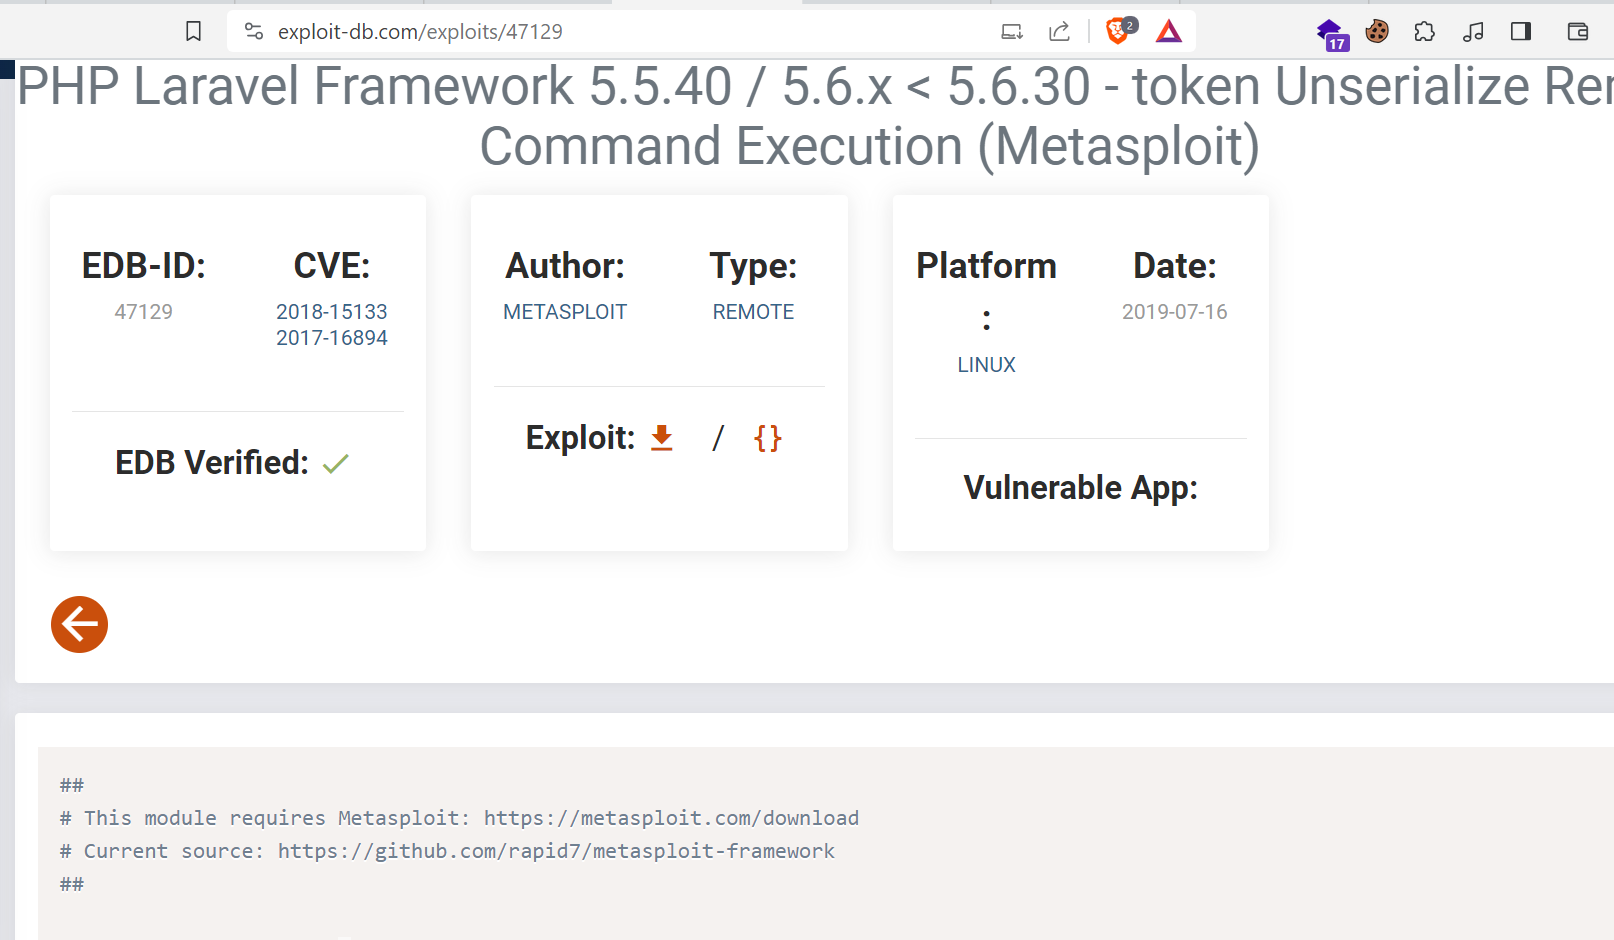 exploit-db.com/exploits/47129
2
17
PHP Laravel Framework 5.5.40 / 5.6.x < 5.6.30 - token Unserialize
Command Execution (Metasploit)
EDB-ID:
47129
CVE:
2018-15133
2017-16894
EDB Verified:
Author:
METASPLOIT
Type:
REMOTE
Exploit: / {}
Platform
:
LINUX
Date:
2019-07-16
Vulnerable App:
##
# This module requires Metasploit: https://metasploit.com/download
# Current source: https://github.com/rapid7/metasploit-framework
##